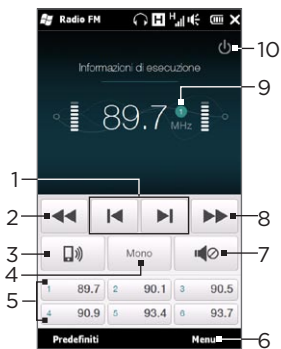 Radio FM
H H
10
Informazioni di esecuzione
9
89.7 1
MHz
1
2
8
3
Mono
7
4
5
1 89.7 2 90.1 3 90.5
4 90.9 5 93.4 6 93.7
Predefiniti Menu 6